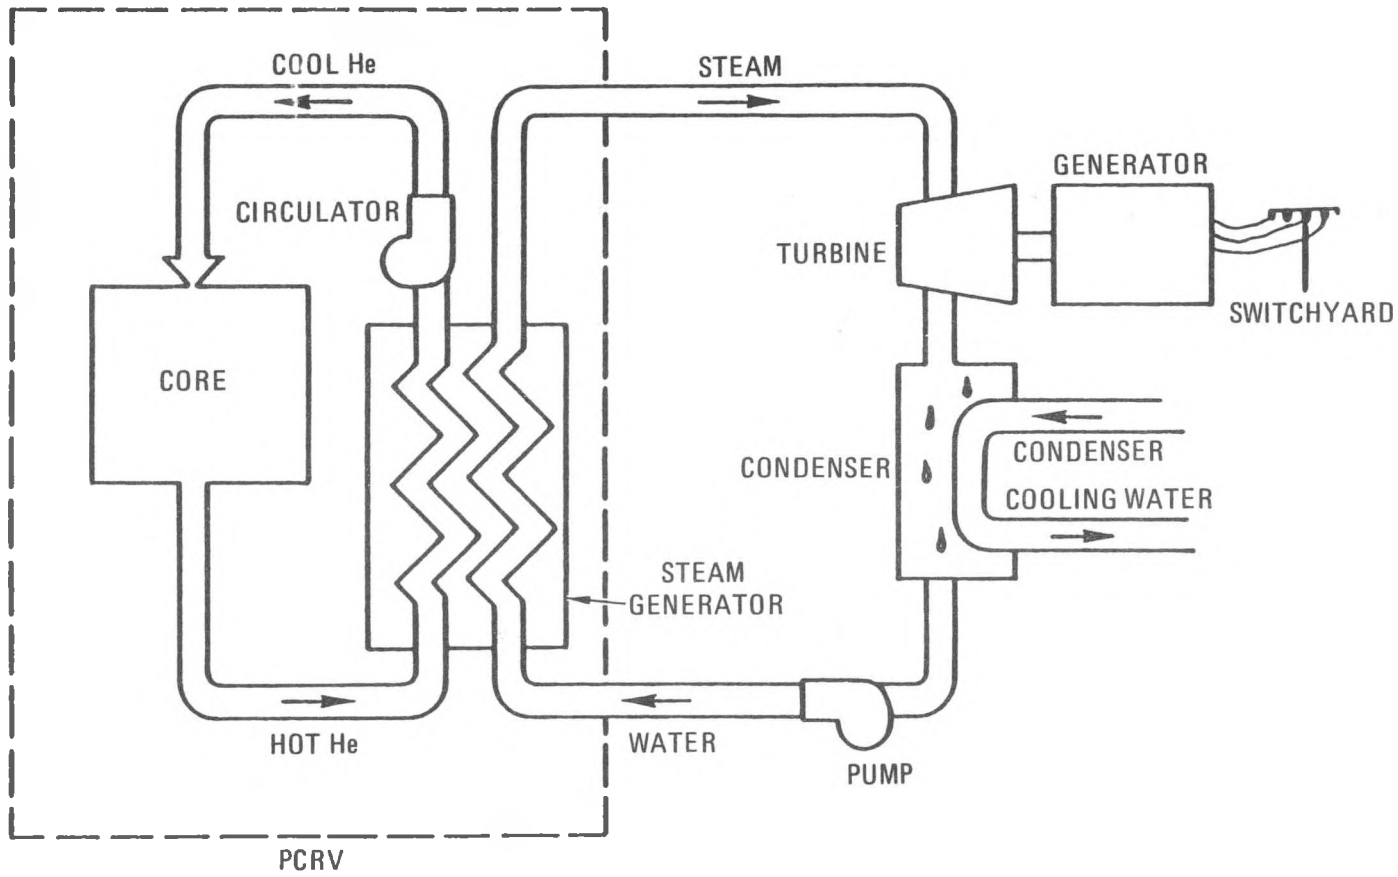 COOL He
STEAM
GENERATOR
CIRCULATOR
TURBINE
SWITCHYARD
CORE
CONDENSER
CONDENSER
COOLING WATER
STEAM
GENERATOR
HOT He
WATER
PUMP
PCRV